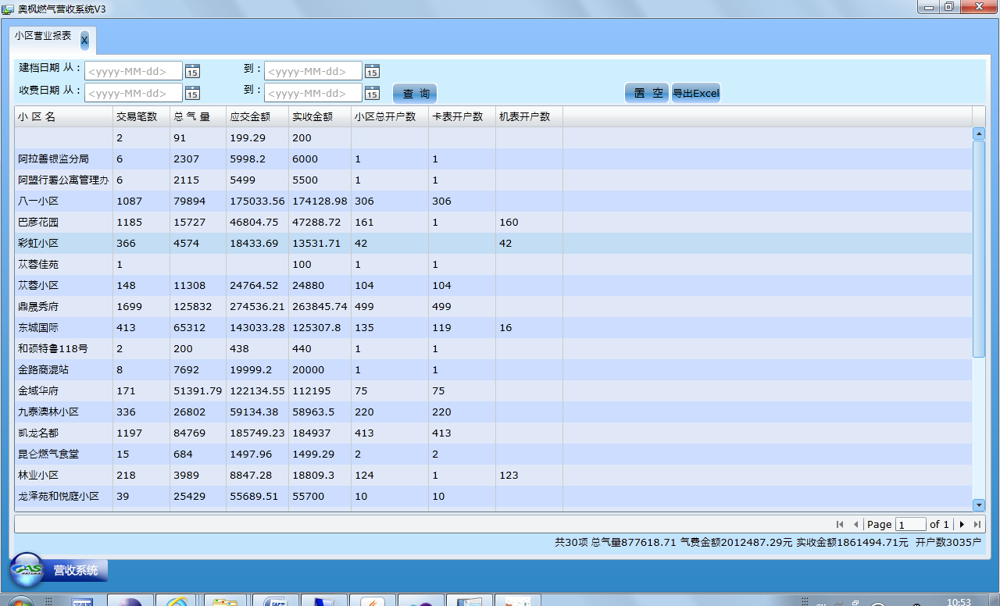 奥枫燃气营收系统V3
小区营业报表 X
建档日期 从： <yyyy-MM-dd> 15 到： <yyyy-MM-dd> 15
收费日期 从： <yyyy-MM-dd> 15 到： <yyyy-MM-dd> 15 查 询 置 空 导出Excel
小 区 名 交易笔数 总 气 量 应交金额 实收金额 小区总开户数 卡表开户数 机表开户数
2 91 199.29 200
阿拉善银监分局 6 2307 5998.2 6000 1 1
阿盟行署公寓管理办 6 2115 5499 5500 1 1
八一小区 1087 79894 175033.56 174128.98 306 306
巴彦花园 1185 15727 46804.75 47288.72 161 1 160
彩虹小区 366 4574 18433.69 13531.71 42 42
苁蓉佳苑 1 100 1 1
苁蓉小区 148 11308 24764.52 24880 104 104
鼎晟秀府 1699 125832 274536.21 263845.74 499 499
东城国际 413 65312 143033.28 125307.8 135 119 16
和硕特鲁118号 2 200 438 440 1 1
金路商混站 8 7692 19999.2 20000 1 1
金域华府 171 51391.79 122134.55 112195 75 75
九泰澳林小区 336 26802 59134.38 58963.5 220 220
凯龙名都 1197 84769 185749.23 184937 413 413
昆仑燃气食堂 15 684 1497.96 1499.29 2 2
林业小区 218 3989 8847.28 18809.3 124 1 123
龙泽苑和悦庭小区 39 25429 55689.51 55700 10 10
Page 1 of 1
共30项 总气量877618.71 气费金额2012487.29元 实收金额1861494.71元 开户数3035户
GAS NATURAL 营收系统
10:53